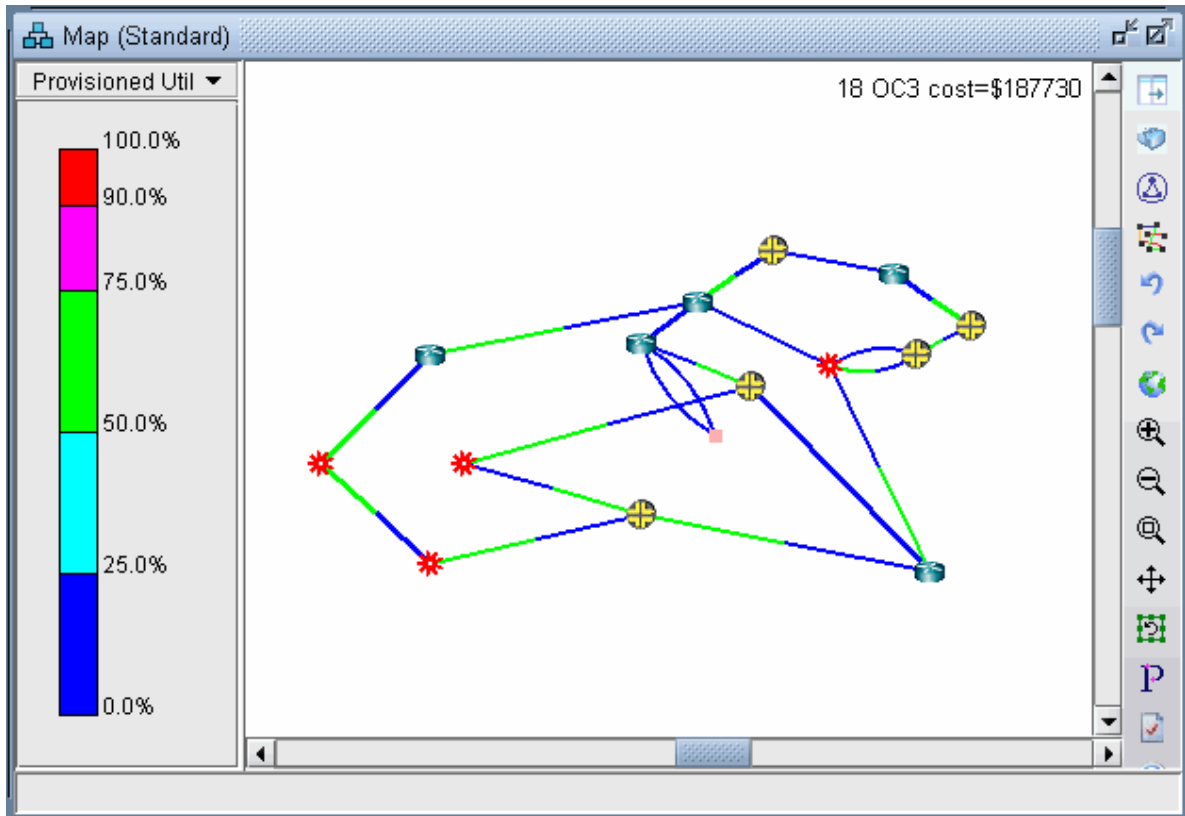 Map (Standard)
Provisioned Util
18 OC3 cost=$187730
100.0%
90.0%
75.0%
50.0%
25.0%
0.0%
P